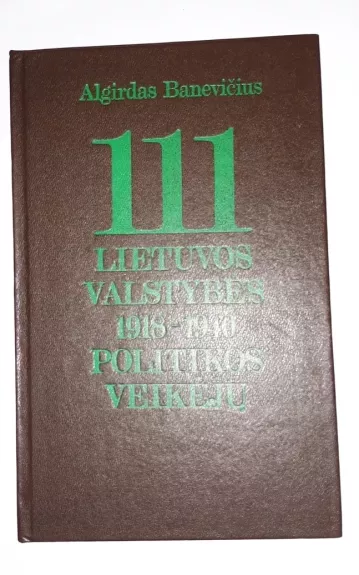 Algirdas Banevičius
111
LIETUVOS
VALSTYBĖS
1918-1940
POLITIKOS
VEIKĖJŲ